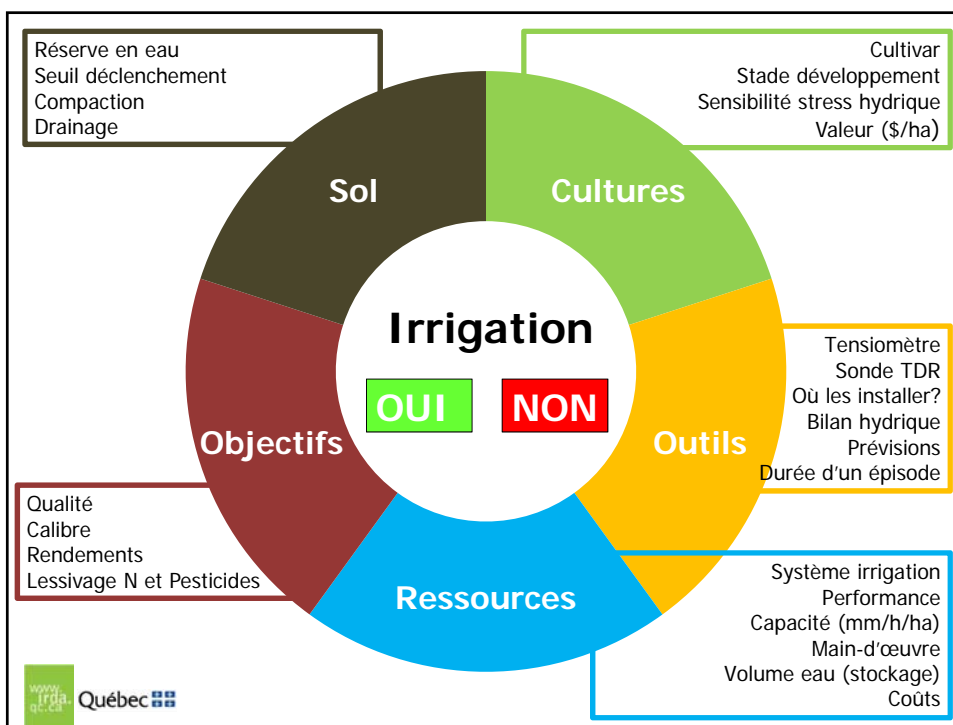 Réserve en eau
Seuil déclenchement
Compaction
Drainage
Cultivar
Stade développement
Sensibilité stress hydrique
Valeur ($/ha)
Sol
Cultures
Irrigation
OUI NON
Objectifs
Outils
Tensiomètre
Sonde TDR
Où les installer?
Bilan hydrique
Prévisions
Durée d'un épisode
Qualité
Calibre
Rendements
Lessivage N et Pesticides
Ressources
Système irrigation
Performance
Capacité (mm/h/ha)
Main-d'œuvre
Volume eau (stockage)
Coûts
www.
irda.
qc.ca
Québec